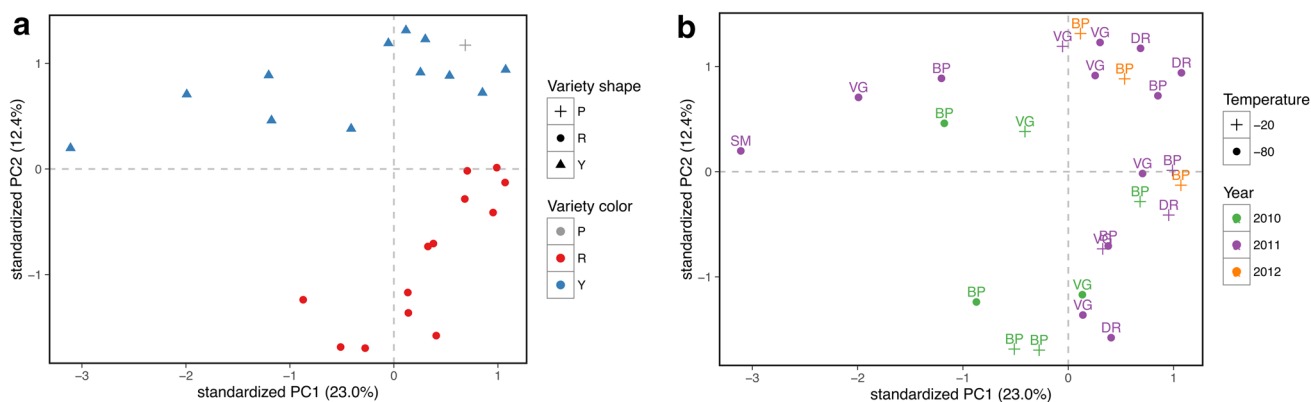 a
standardized PC2 (12.4%)
1
0
−1
−3
−2
−1
0
1
standardized PC1 (23.0%)
Variety shape
P
R
Y
Variety color
P
R
Y
b
standardized PC2 (12.4%)
1
0
−1
−3
−2
−1
0
1
standardized PC1 (23.0%)
BP
VG
VG
DR
VG
BP
DR
BP
VG
BP
BP
VG
SM
VG
BP
BP
BP
DR
VG
BP
BP
VG
VG
DR
BP
BP
Temperature
−20
−80
Year
2010
2011
2012